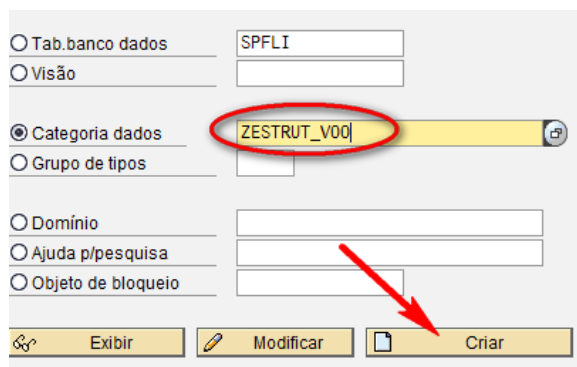 Tab.banco dados SPFLI
Visão
Categoria dados ZESTRUT_V00
Grupo de tipos
Domínio
Ajuda p/pesquisa
Objeto de bloqueio
Exibir Modificar Criar